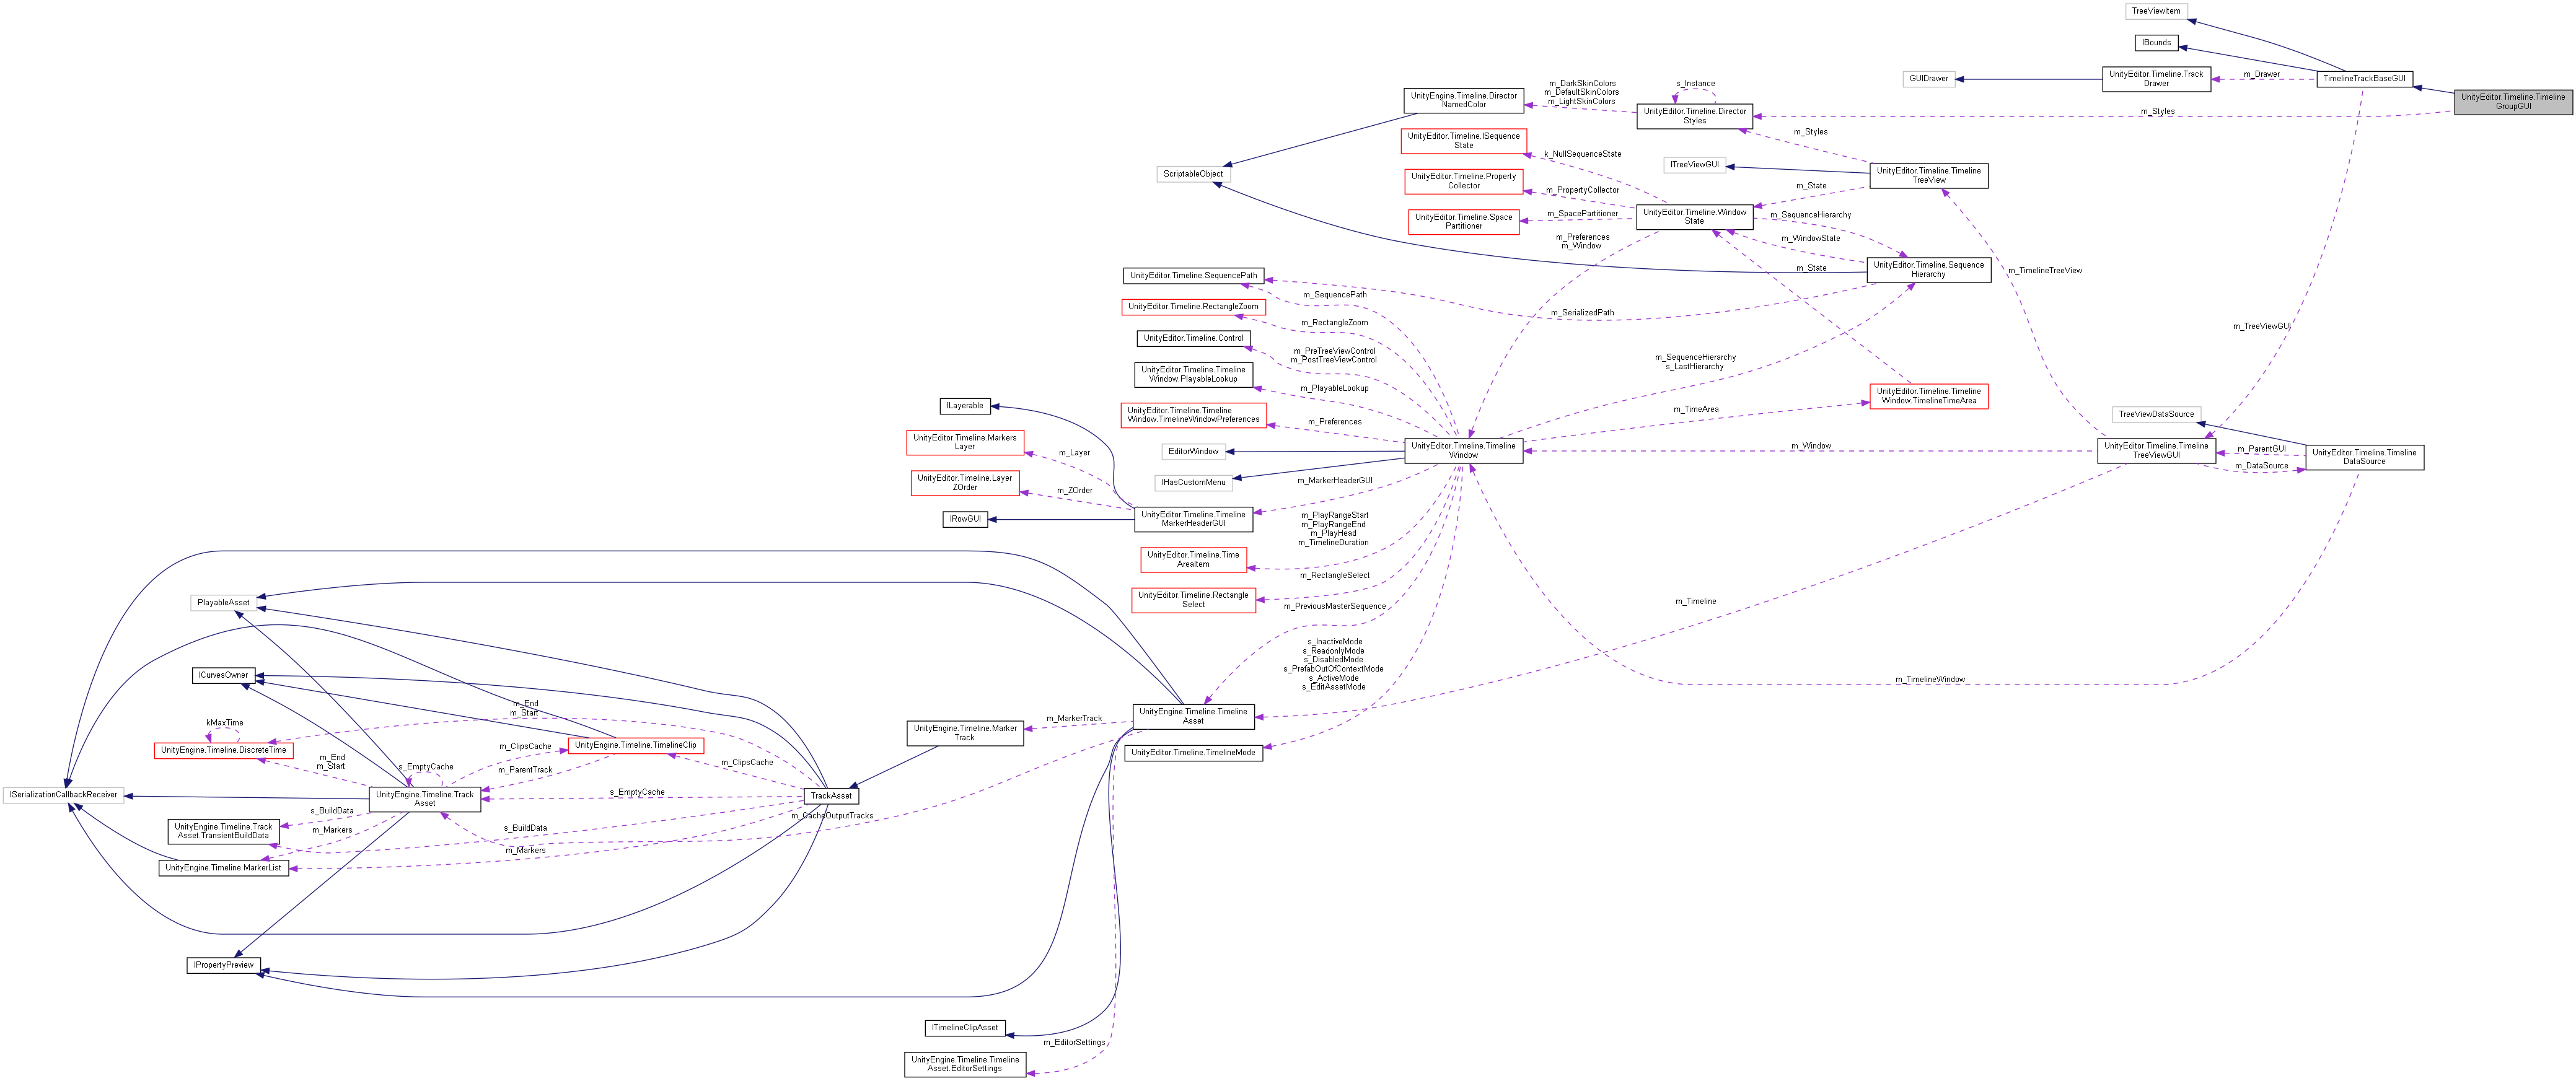 TreeViewItem
IBounds
GUIDrawer
UnityEditor.Timeline.Track
Drawer
m_Drawer
TimelineTrackBaseGUI
UnityEditor.Timeline.Timeline
GroupGUI
m_Styles
s_Instance
UnityEditor.Timeline.Director
Styles
m_DarkSkinColors
m_DefaultSkinColors
m_LightSkinColors
UnityEngine.Timeline.Director
NamedColor
UnityEditor.Timeline.ISequence
State
k_NullSequenceState
m_Styles
ITreeViewGUI
UnityEditor.Timeline.Timeline
TreeView
ScriptableObject
UnityEditor.Timeline.Property
Collector
m_PropertyCollector
m_State
UnityEditor.Timeline.Space
Partitioner
m_SpacePartitioner
UnityEditor.Timeline.Window
State
m_SequenceHierarchy
m_Preferences
m_Window
m_WindowState
m_State
UnityEditor.Timeline.Sequence
Hierarchy
m_TimelineTreeView
UnityEditor.Timeline.SequencePath
m_SequencePath
m_SerializedPath
UnityEditor.Timeline.RectangleZoom
m_RectangleZoom
m_TreeViewGUI
UnityEditor.Timeline.Control
m_PreTreeViewControl
m_PostTreeViewControl
m_SequenceHierarchy
s_LastHierarchy
UnityEditor.Timeline.Timeline
Window.PlayableLookup
m_PlayableLookup
UnityEditor.Timeline.Timeline
Window.TimelineTimeArea
m_TimeArea
ILayerable
UnityEditor.Timeline.Timeline
Window.TimelineWindowPreferences
m_Preferences
TreeViewDataSource
UnityEditor.Timeline.Markers
Layer
m_Layer
EditorWindow
UnityEditor.Timeline.Timeline
Window
m_Window
UnityEditor.Timeline.Timeline
TreeViewGUI
m_ParentGUI
m_DataSource
UnityEditor.Timeline.Timeline
DataSource
IHasCustomMenu
m_MarkerHeaderGUI
UnityEditor.Timeline.Layer
ZOrder
m_ZOrder
IRowGUI
UnityEditor.Timeline.Timeline
MarkerHeaderGUI
m_PlayRangeStart
m_PlayRangeEnd
m_PlayHead
m_TimelineDuration
UnityEditor.Timeline.Time
AreaItem
m_RectangleSelect
UnityEditor.Timeline.Rectangle
Select
m_PreviousMasterSequence
m_Timeline
PlayableAsset
s_InactiveMode
s_ReadonlyMode
s_DisabledMode
s_PrefabOutOfContextMode
s_ActiveMode
s_EditAssetMode
m_TimelineWindow
ICurvesOwner
m_End
m_Start
kMaxTime
UnityEngine.Timeline.DiscreteTime
UnityEngine.Timeline.TimelineClip
m_ClipsCache
m_ParentTrack
m_ClipsCache
UnityEngine.Timeline.Marker
Track
m_MarkerTrack
UnityEngine.Timeline.Timeline
Asset
UnityEditor.Timeline.TimelineMode
m_End
m_Start
s_EmptyCache
ISerializationCallbackReceiver
UnityEngine.Timeline.Track
Asset
s_EmptyCache
TrackAsset
s_BuildData
m_Markers
UnityEngine.Timeline.Track
Asset.TransientBuildData
s_BuildData
m_CacheOutputTracks
m_Markers
UnityEngine.Timeline.MarkerList
IPropertyPreview
ITimelineClipAsset
m_EditorSettings
UnityEngine.Timeline.Timeline
Asset.EditorSettings